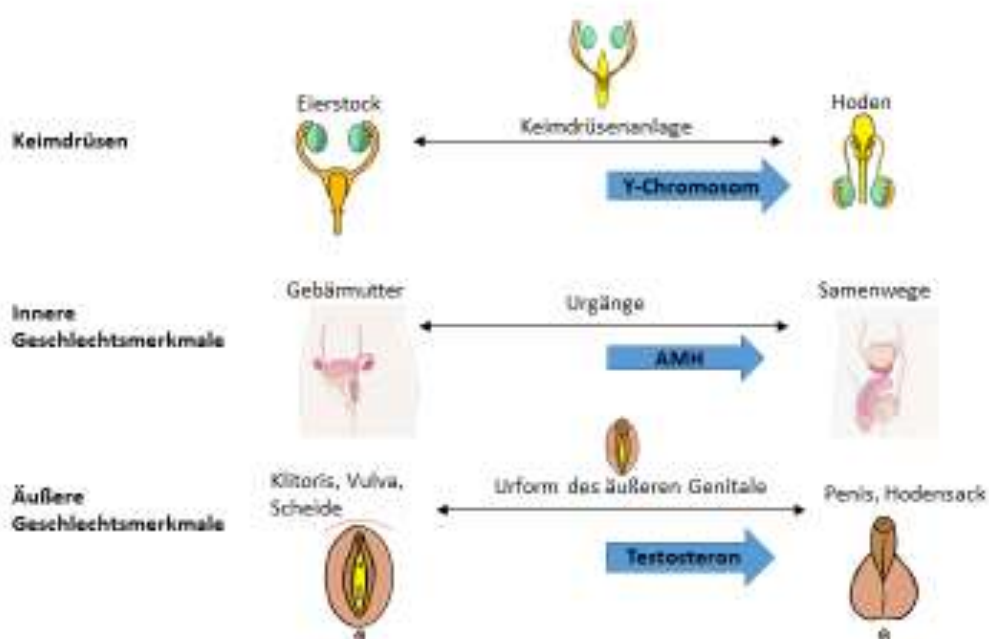 Eierstock
Hoden
Keimdrüsen
Keimdrüsenanlage
Y-Chromosom
Gebärmutter
Samenwege
Innere
Geschlechtsmerkmale
Urgänge
AMH
Äußere
Geschlechtsmerkmale
Klitoris, Vulva,
Scheide
Urform des äußeren Genitale
Penis, Hodensack
Testosteron